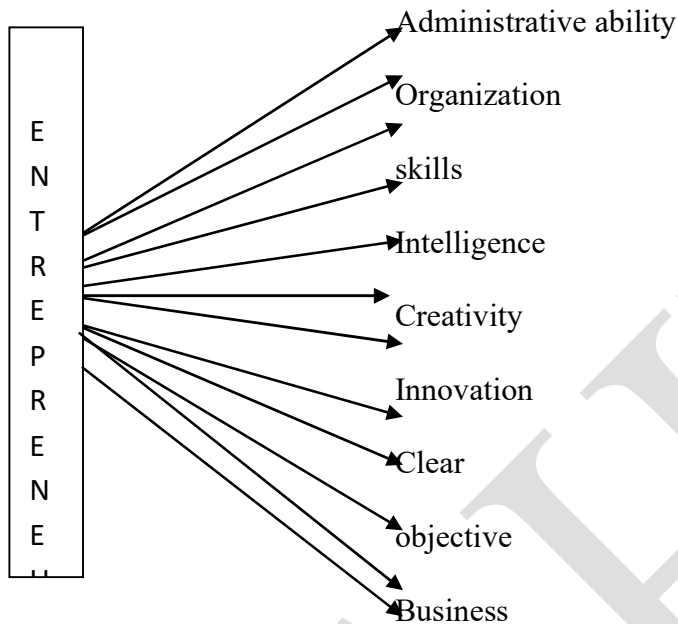 E
N
T
R
E
P
R
E
N
E
Administrative ability
Organization
skills
Intelligence
Creativity
Innovation
Clear
objective
Business